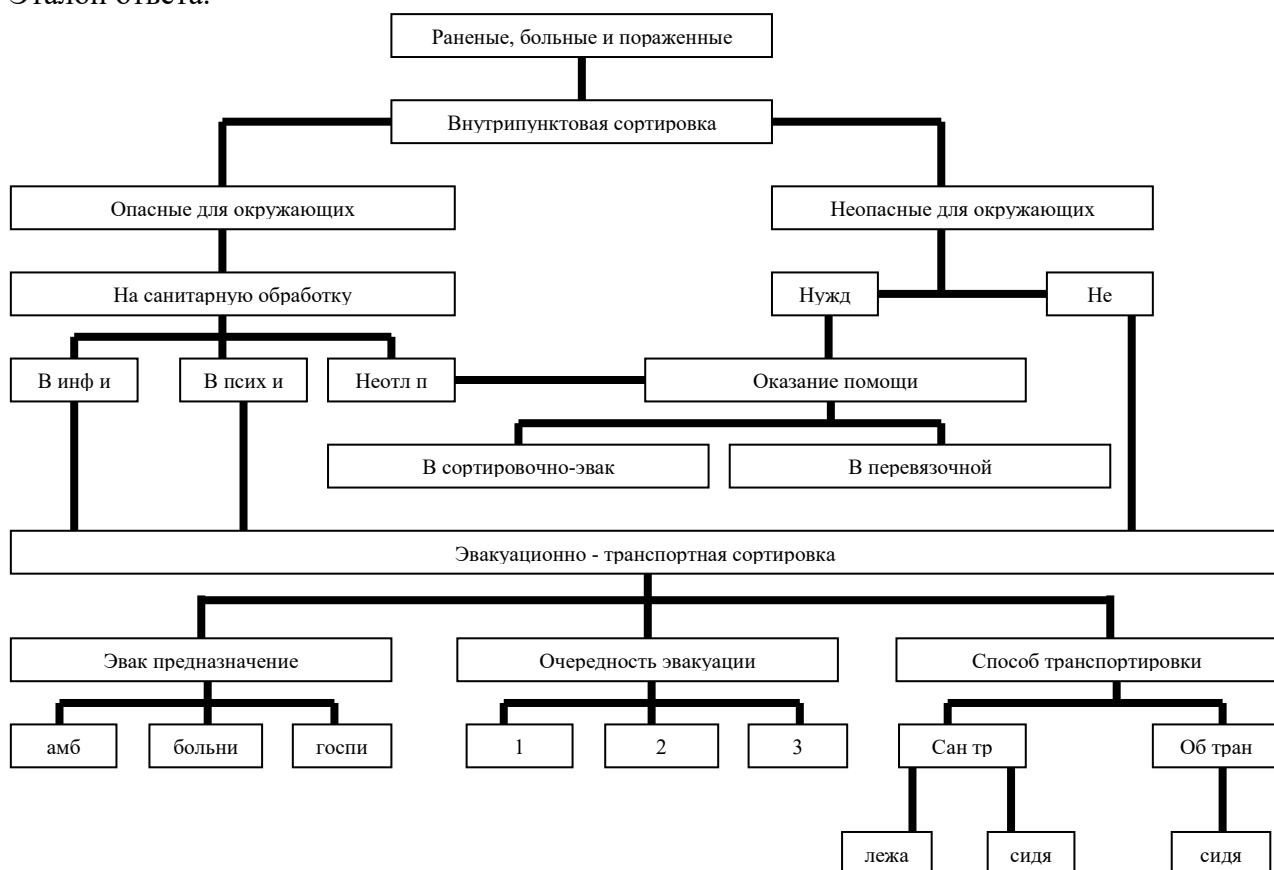 Эталон ответа:
Раненые, больные и пораженные
Внутрипунктовая сортировка
Опасные для окружающих
Неопасные для окружающих
На санитарную обработку
Нужд
Не
В инф и
В псих и
Неотл п
Оказание помощи
В сортировочно-эвак
В перевязочной
Эвакуационно - транспортная сортировка
Эвак предназначение
Очередность эвакуации
Способ транспортировки
амб
больни
госпи
1
2
3
Сан тр
Об тран
лежа
сидя
сидя